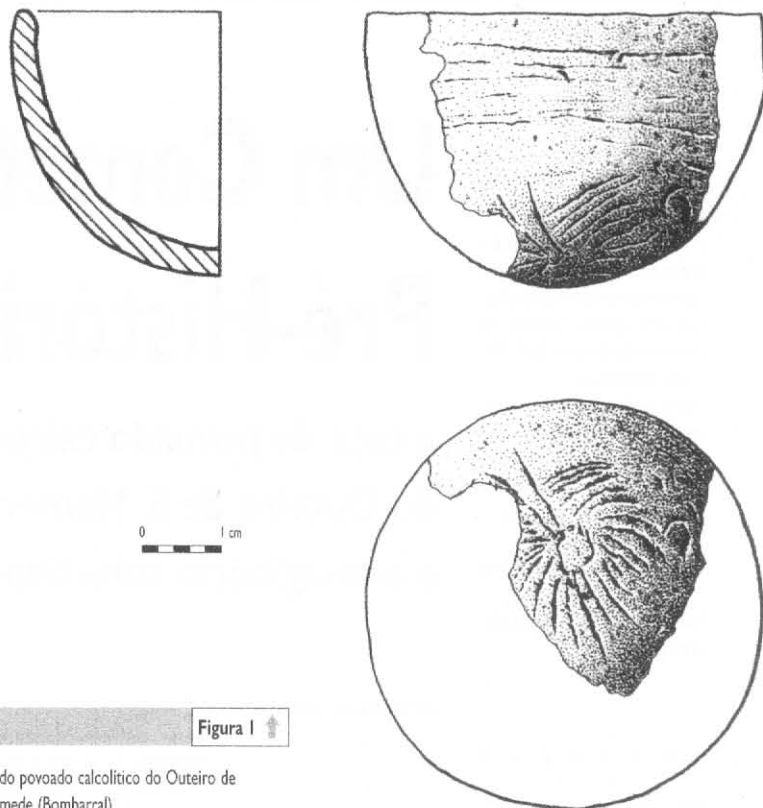 0 1 cm
Figura 1
do povoado calcolítico do Outeiro de
mede (Bombarral)